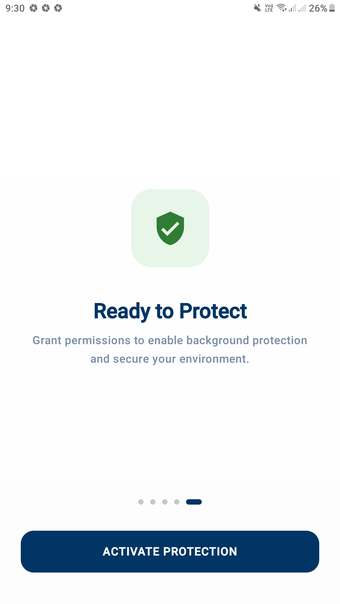 9:30
26%
Ready to Protect
Grant permissions to enable background protection
and secure your environment.
ACTIVATE PROTECTION